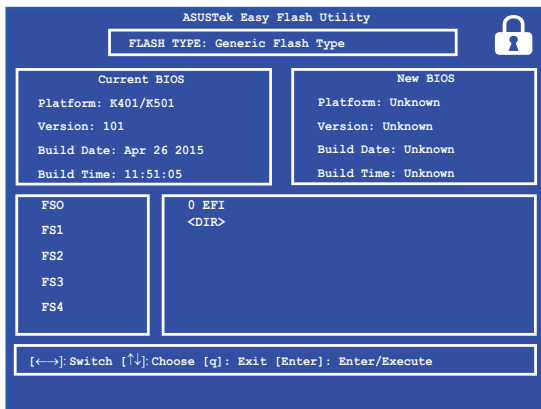 ASUSTek Easy Flash Utility
FLASH TYPE: Generic Flash Type
Current BIOS
Platform: K401/K501
Version: 101
Build Date: Apr 26 2015
Build Time: 11:51:05
New BIOS
Platform: Unknown
Version: Unknown
Build Date: Unknown
Build Time: Unknown
FSO
FS1
FS2
FS3
FS4
0 EFI
<DIR>
[←→]: Switch [↑↓]: Choose [q]: Exit [Enter]: Enter/Execute